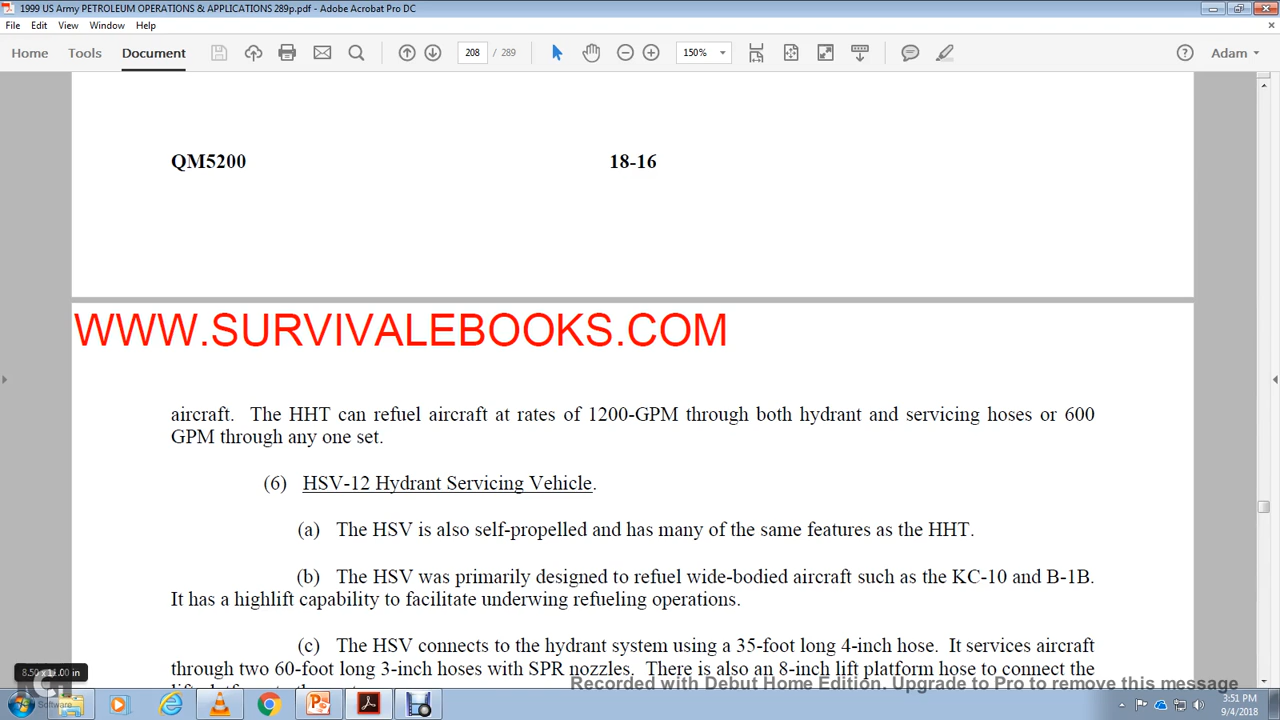 1999 US Army PETROLEUM OPERATIONS & APPLICATIONS 289p.pdf - Adobe Acrobat Pro DC
File Edit View Window Help
Home Tools Document 208 / 289 150% Adam
QM5200 18-16
WWW.SURVIVALEBOOKS.COM
aircraft. The HHT can refuel aircraft at rates of 1200-GPM through both hydrant and servicing hoses or 600
GPM through any one set.
(6) HSV-12 Hydrant Servicing Vehicle.
(a) The HSV is also self-propelled and has many of the same features as the HHT.
(b) The HSV was primarily designed to refuel wide-bodied aircraft such as the KC-10 and B-1B.
It has a highlift capability to facilitate underwing refueling operations.
(c) The HSV connects to the hydrant system using a 35-foot long 4-inch hose. It services aircraft
through two 60-foot long 3-inch hoses with SPR nozzles. There is also an 8-inch lift platform hose to connect the
8.50 x 11.00 in
Recorded with Debut Home Edition. Upgrade to Pro to remove this message
Software
3:51 PM
9/4/2018